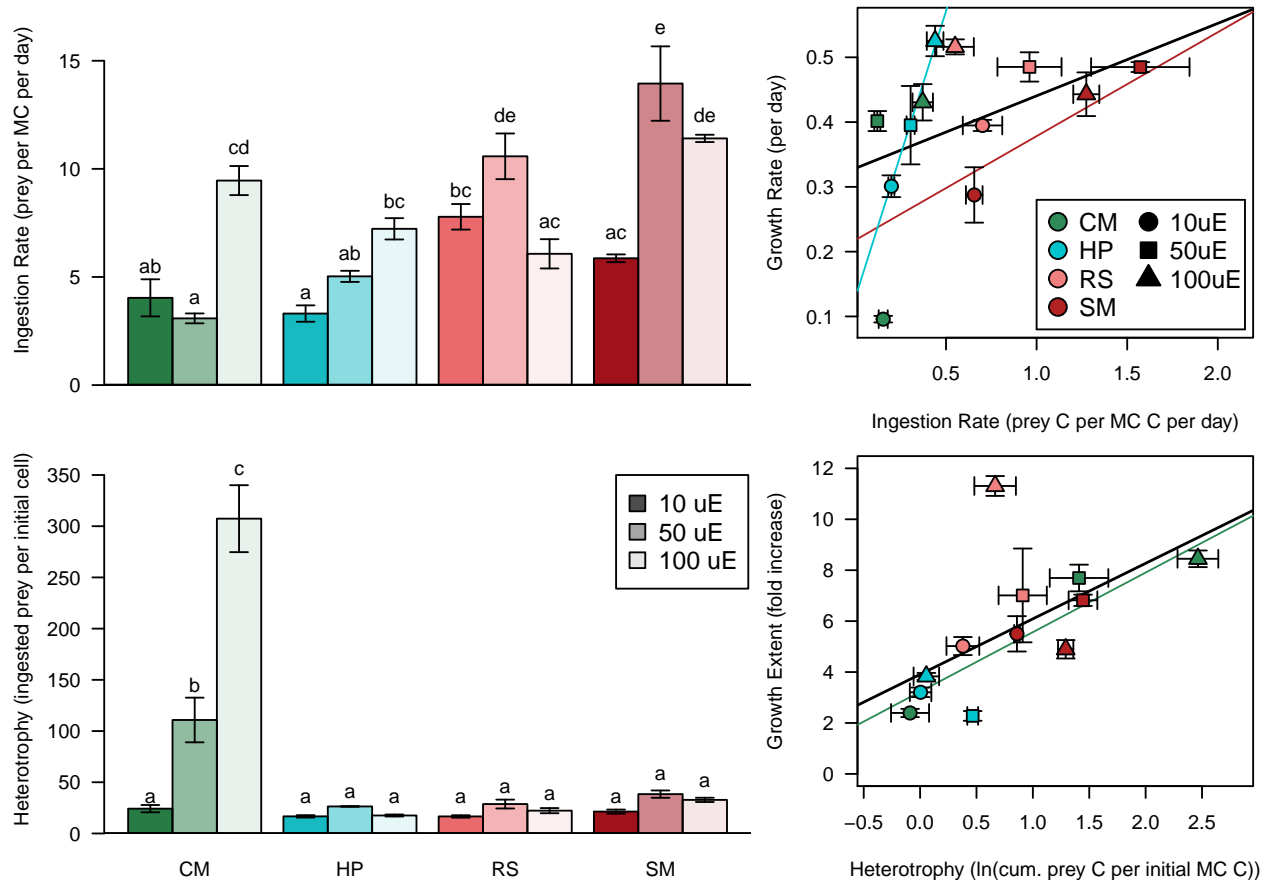 Ingestion Rate (prey per MC per day)
15
10
5
0
ab
a
cd
a
ab
bc
bc
de
ac
ac
e
de
Growth Rate (per day)
0.5
0.4
0.3
0.2
0.1
CM
HP
RS
SM
10uE
50uE
100uE
0.5 1.0 1.5 2.0
Ingestion Rate (prey C per MC C per day)
Heterotrophy (ingested prey per initial cell)
350
300
250
200
150
100
50
0
a
b
c
a
a
a
a
a
a
a
a
a
10 uE
50 uE
100 uE
CM HP RS SM
Growth Extent (fold increase)
12
10
8
6
4
2
0
−0.5 0.0 0.5 1.0 1.5 2.0 2.5
Heterotrophy (ln(cum. prey C per initial MC C))